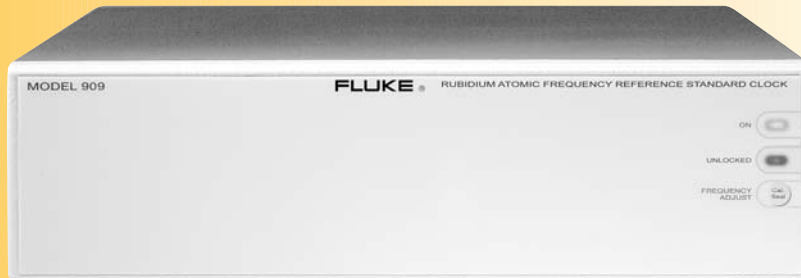 MODEL 909
FLUKE ® RUBIDIUM ATOMIC FREQUENCY REFERENCE STANDARD CLOCK
ON
UNLOCKED
FREQUENCY
ADJUST
Cal.
Seal